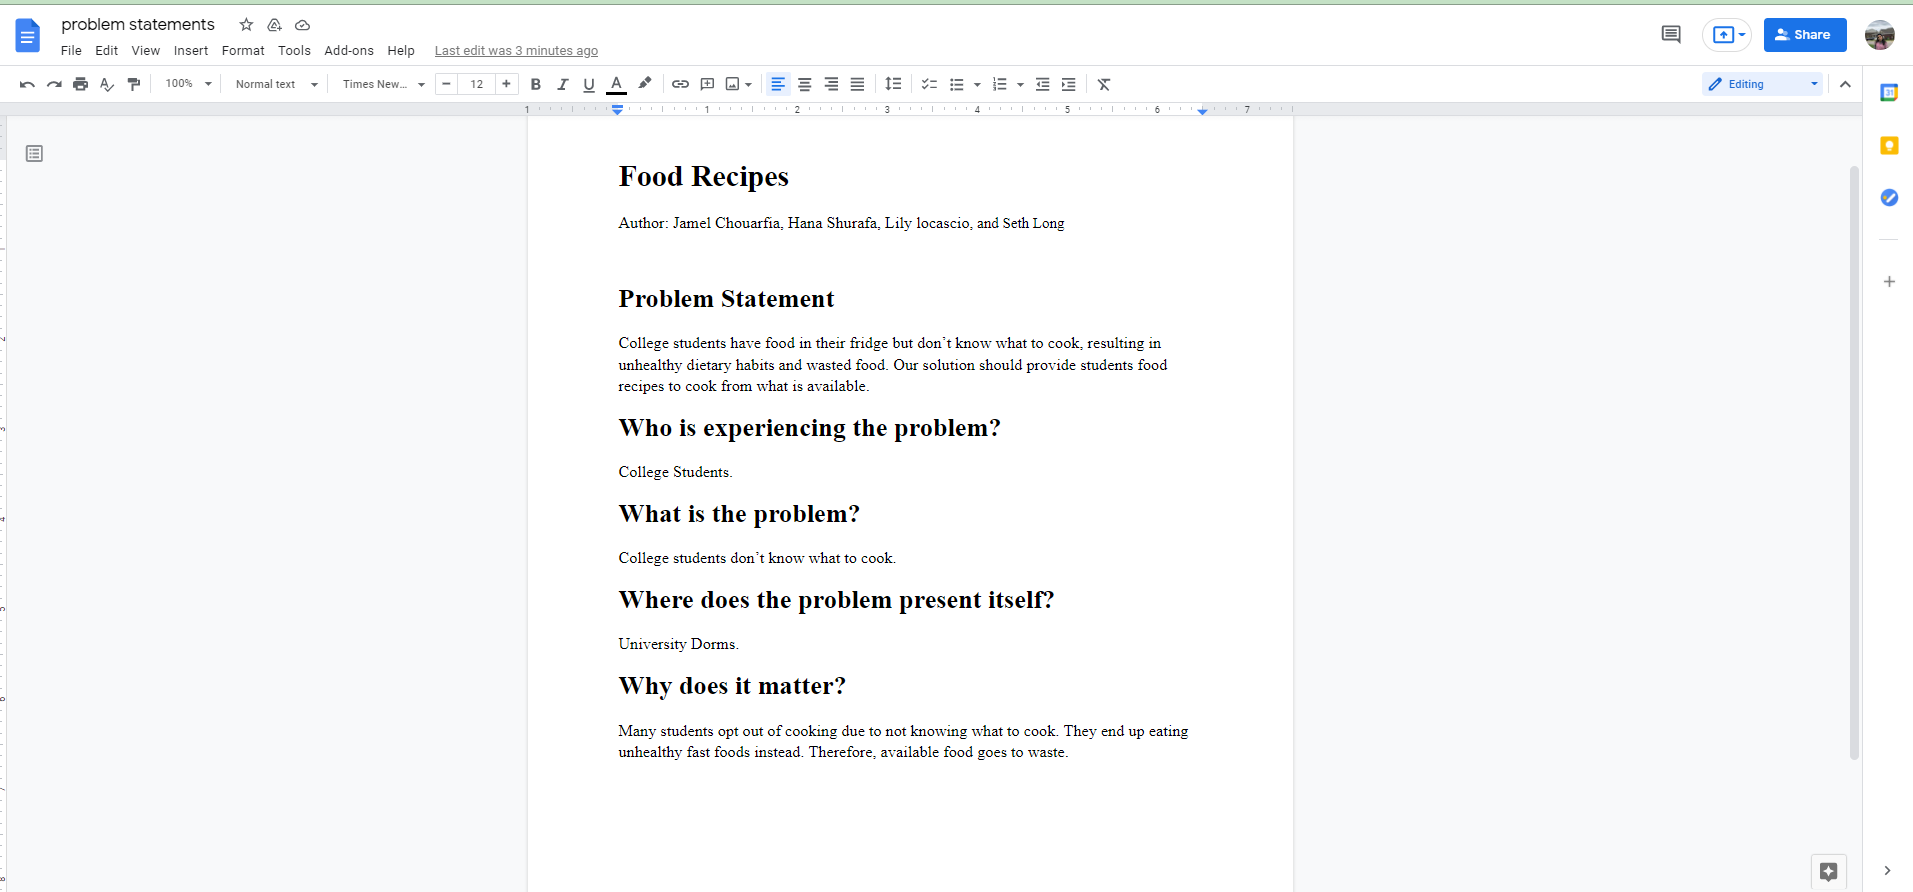 problem statements
File Edit View Insert Format Tools Add-ons Help Last edit was 3 minutes ago
Share
100% Normal text Times New... 12 B I U A Editing
1 1 2 3 4 5 6 7
Food Recipes
Author: Jamel Chouarfia, Hana Shurafa, Lily locascio, and Seth Long
Problem Statement
College students have food in their fridge but don’t know what to cook, resulting in
unhealthy dietary habits and wasted food. Our solution should provide students food
recipes to cook from what is available.
Who is experiencing the problem?
College Students.
What is the problem?
College students don’t know what to cook.
Where does the problem present itself?
University Dorms.
Why does it matter?
Many students opt out of cooking due to not knowing what to cook. They end up eating
unhealthy fast foods instead. Therefore, available food goes to waste.